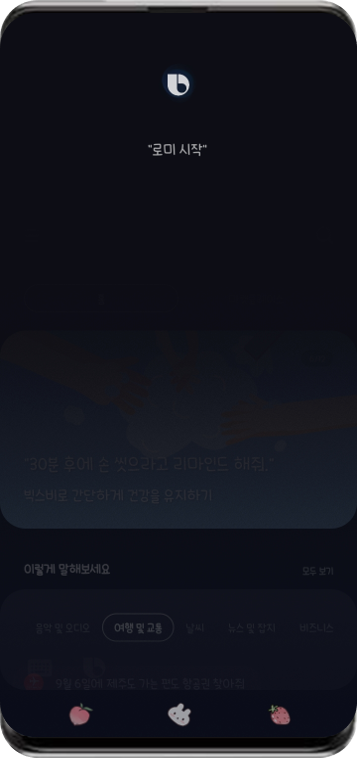 "로미 시작"
"30분 후에 손 씻으라고 리마인드 해줘."
빅스비로 간단하게 건강을 유지하기
이렇게 말해보세요
모두 보기
음악 및 오디오
여행 및 교통
날씨
뉴스 및 잡지
비즈니스
9월 6일에 제주도 가는 편도 항공권 찾아줘